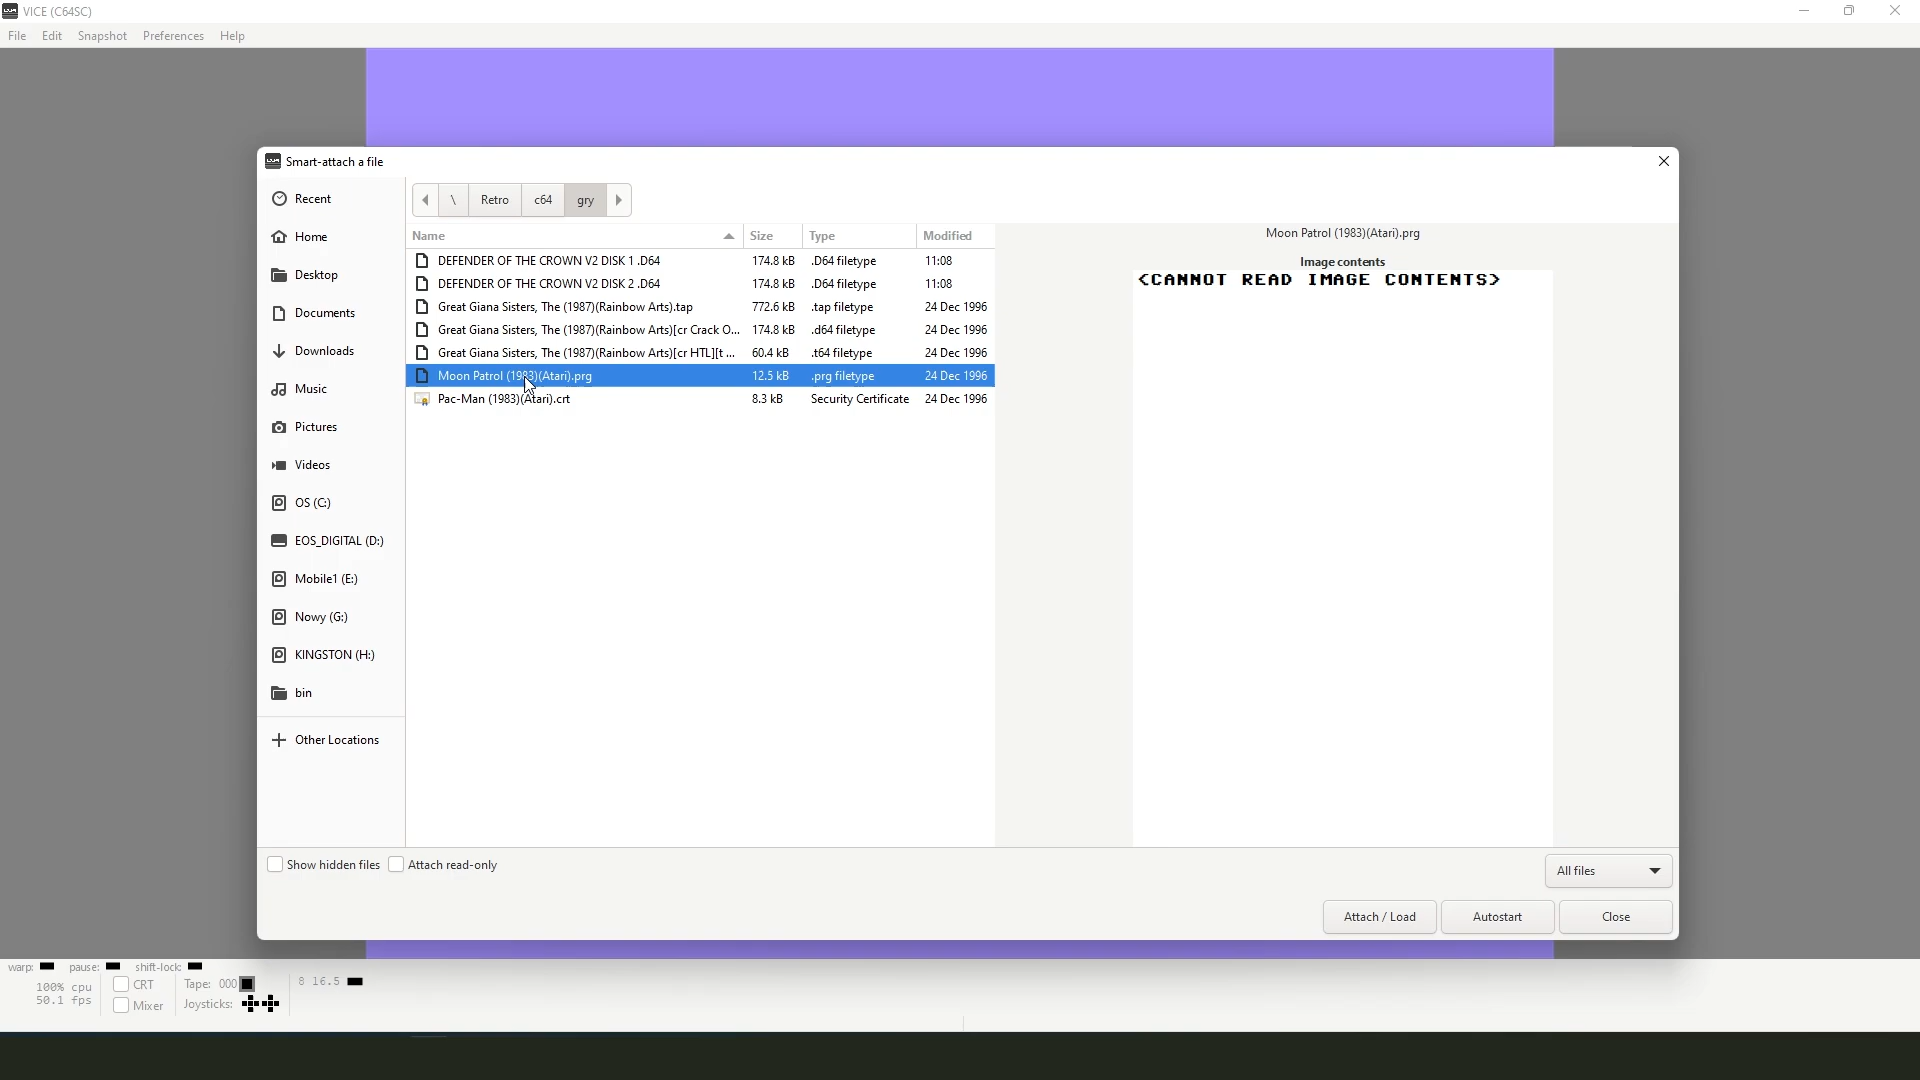 VICE (C64SC)
File Edit Snapshot Preferences Help
Smart-attach a file
Recent
Home
Desktop
Documents
Downloads
Music
Pictures
Videos
OS (C:)
EOS_DIGITAL (D:)
Mobile1 (E:)
Nowy (G:)
KINGSTON (H:)
bin
Other Locations
\ Retro c64 gry
Name Size Type Modified
DEFENDER OF THE CROWN V2 DISK 1 .D64 174.8 kB .D64 filetype 11:08
DEFENDER OF THE CROWN V2 DISK 2 .D64 174.8 kB .D64 filetype 11:08
Great Giana Sisters, The (1987)(Rainbow Arts).tap 772.6 kB .tap filetype 24 Dec 1996
Great Giana Sisters, The (1987)(Rainbow Arts)[cr Crack O... 174.8 kB .d64 filetype 24 Dec 1996
Great Giana Sisters, The (1987)(Rainbow Arts)[cr HTL][t ... 60.4 kB .t64 filetype 24 Dec 1996
Moon Patrol (1983)(Atari).prg 12.5 kB .prg filetype 24 Dec 1996
Pac-Man (1983)(Atari).crt 8.3 kB Security Certificate 24 Dec 1996
Moon Patrol (1983)(Atari).prg
Image contents
<CANNOT READ IMAGE CONTENTS>
Show hidden files Attach read-only
All files
Attach / Load Autostart Close
warp: pause: shift-lock:
100% cpu
50.1 fps
CRT
Mixer
Tape: 000
Joysticks:
8 16.5